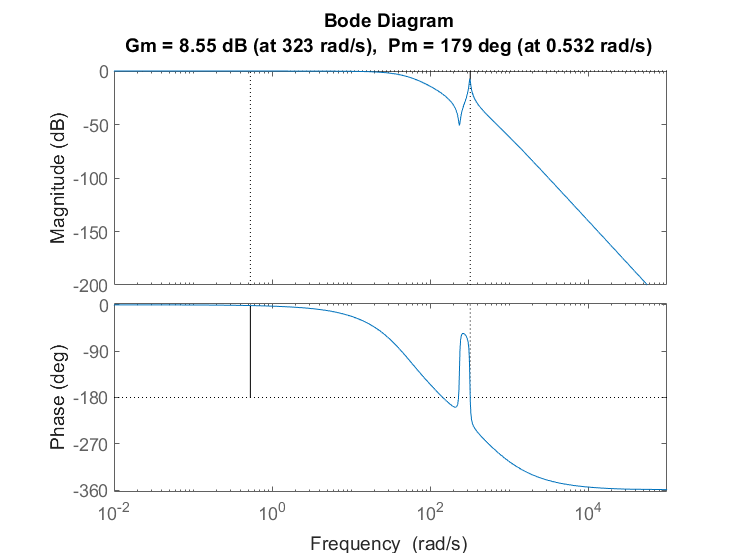 Bode Diagram
Gm = 8.55 dB (at 323 rad/s),  Pm = 179 deg (at 0.532 rad/s)
Magnitude (dB)
0
-50
-100
-150
-200
Phase (deg)
0
-90
-180
-270
-360
10^-2
10^0
10^2
10^4
Frequency  (rad/s)